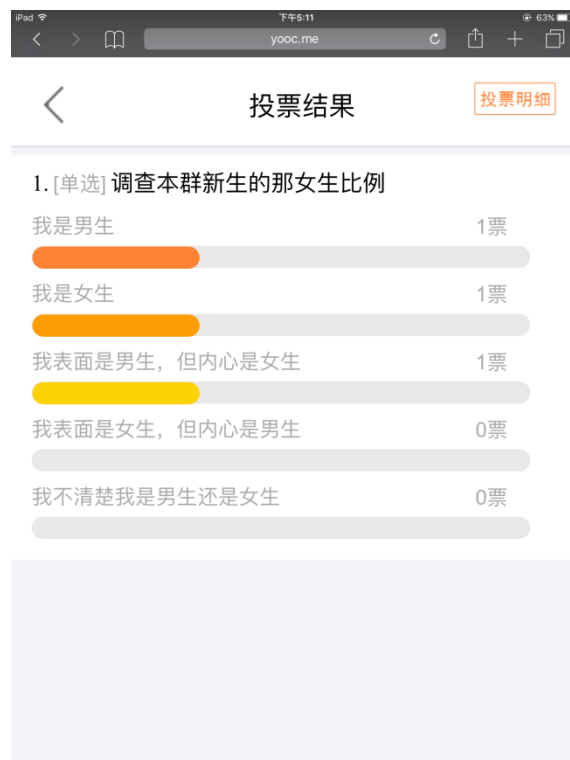 iPad 下午5:11 63%
yooc.me
投票结果 投票明细
1. [单选] 调查本群新生的那女生比例
我是男生 1票
我是女生 1票
我表面是男生，但内心是女生 1票
我表面是女生，但内心是男生 0票
我不清楚我是男生还是女生 0票